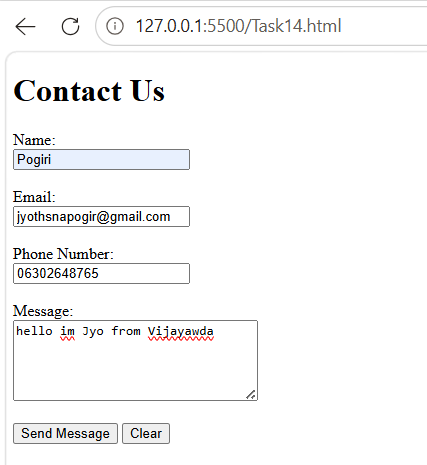 127.0.0.1:5500/Task14.html
Contact Us
Name:
Pogiri
Email:
jyothsnapogir@gmail.com
Phone Number:
06302648765
Message:
hello im Jyo from Vijayawda
Send Message Clear